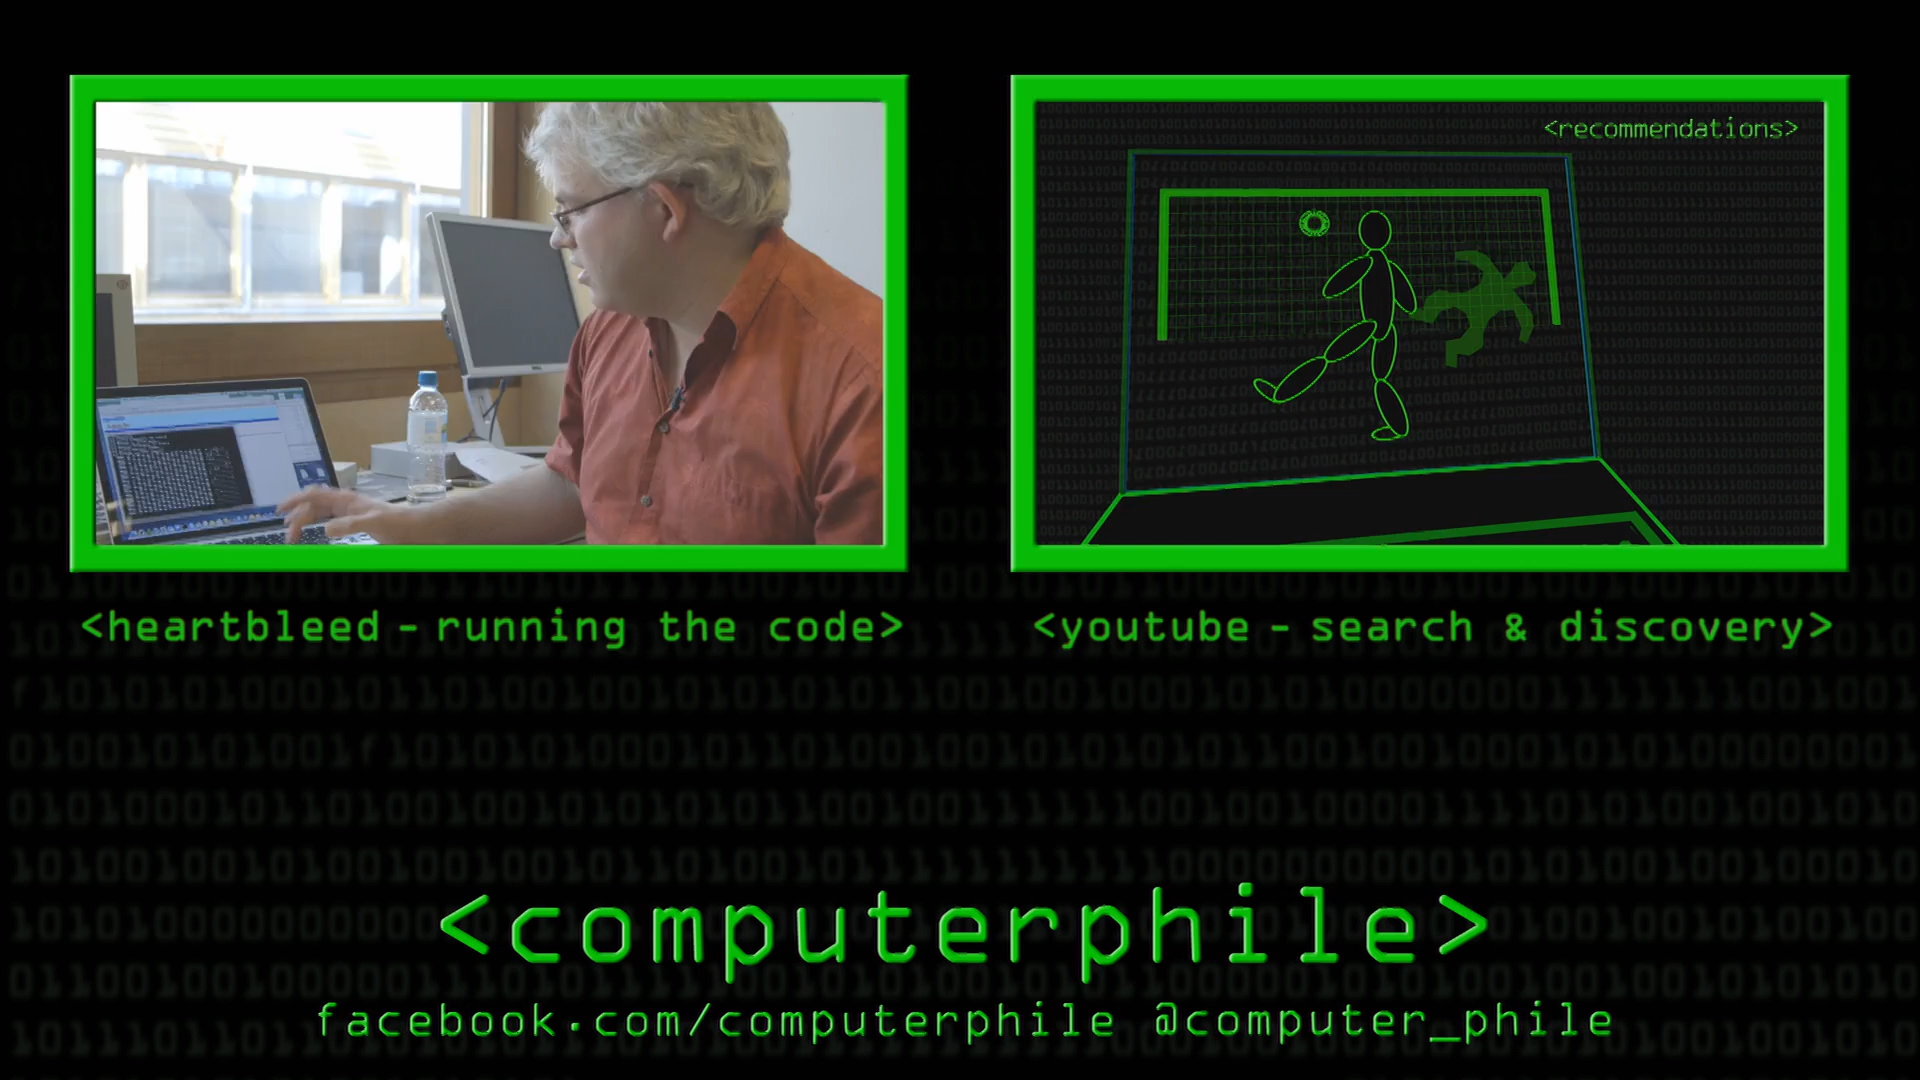 <recommendations>
<heartbleed - running the code>
<youtube - search & discovery>
<computerphile>
facebook.com/computerphile @computer_phile